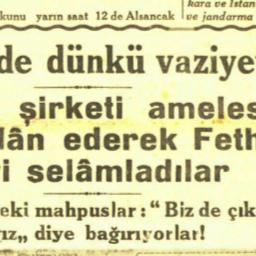 kara ve İstan
kunu yarın saat 12 de Alsancak
ve jandarma
de dünkü vaziye
şirketi ameles
lân ederek Feth
i selâmladılar
eki mahpuslar : “ Biz de çık
ız,, diye bağırıyorlar!